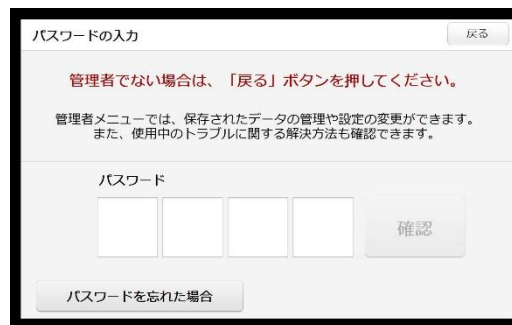 パスワードの入力
戻る
管理者でない場合は、「戻る」ボタンを押してください。
管理者メニューでは、保存されたデータの管理や設定の変更ができます。
また、使用中のトラブルに関する解決方法も確認できます。
パスワード
確認
パスワードを忘れた場合